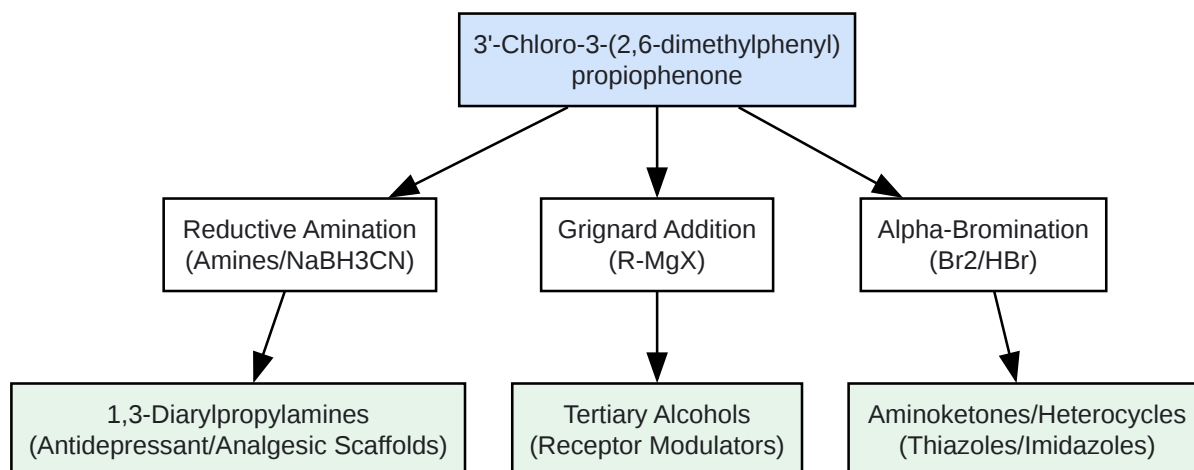 3'-Chloro-3-(2,6-dimethylphenyl)
propiophenone
Reductive Amination
(Amines/NaBH3CN)
Grignard Addition
(R-MgX)
Alpha-Bromination
(Br2/HBr)
1,3-Diarylpropylamines
(Antidepressant/Analgesic Scaffolds)
Tertiary Alcohols
(Receptor Modulators)
Aminoketones/Heterocycles
(Thiazoles/Imidazoles)